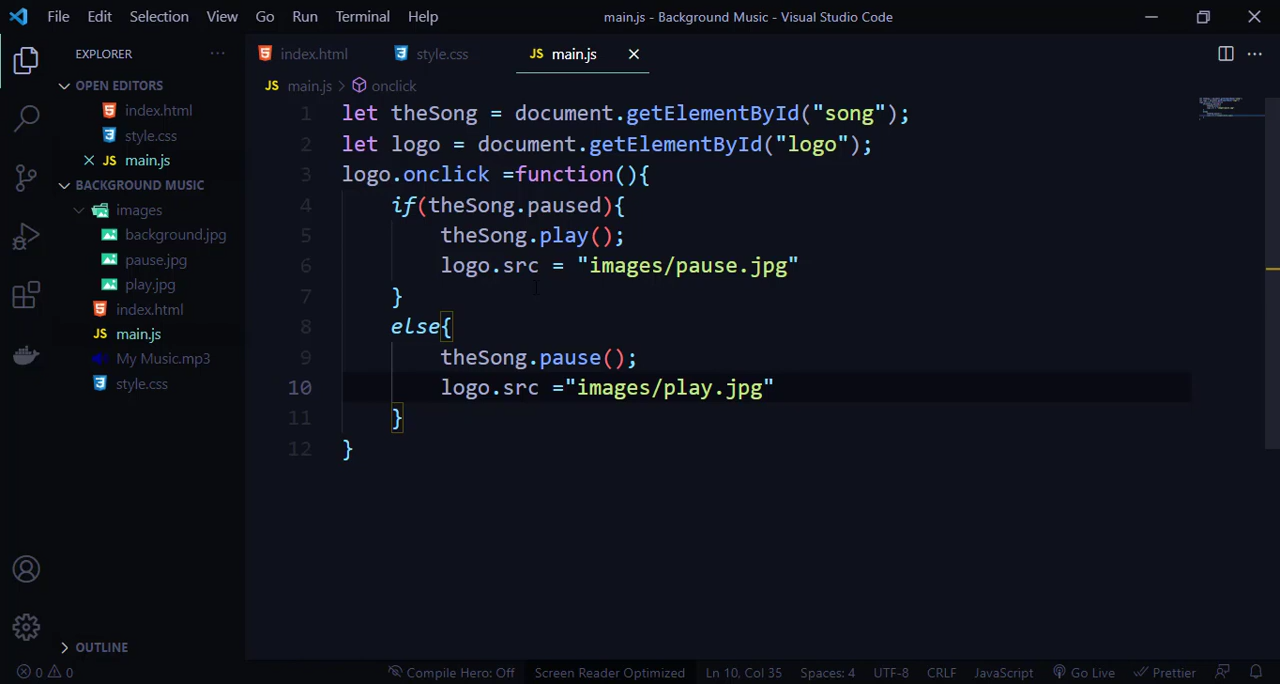 File Edit Selection View Go Run Terminal Help main.js - Background Music - Visual Studio Code
EXPLORER
OPEN EDITORS
index.html
style.css
JS main.js
BACKGROUND MUSIC
images
background.jpg
pause.jpg
play.jpg
index.html
JS main.js
My Music.mp3
style.css
OUTLINE
index.html style.css JS main.js
JS main.js > onclick
1 let theSong = document.getElementById("song");
2 let logo = document.getElementById("logo");
3 logo.onclick =function(){
4 if(theSong.paused){
5 theSong.play();
6 logo.src = "images/pause.jpg"
7 }
8 else{
9 theSong.pause();
10 logo.src ="images/play.jpg"
11 }
12 }
0 0 Compile Hero: Off Screen Reader Optimized Ln 10, Col 35 Spaces: 4 UTF-8 CRLF JavaScript Go Live Prettier